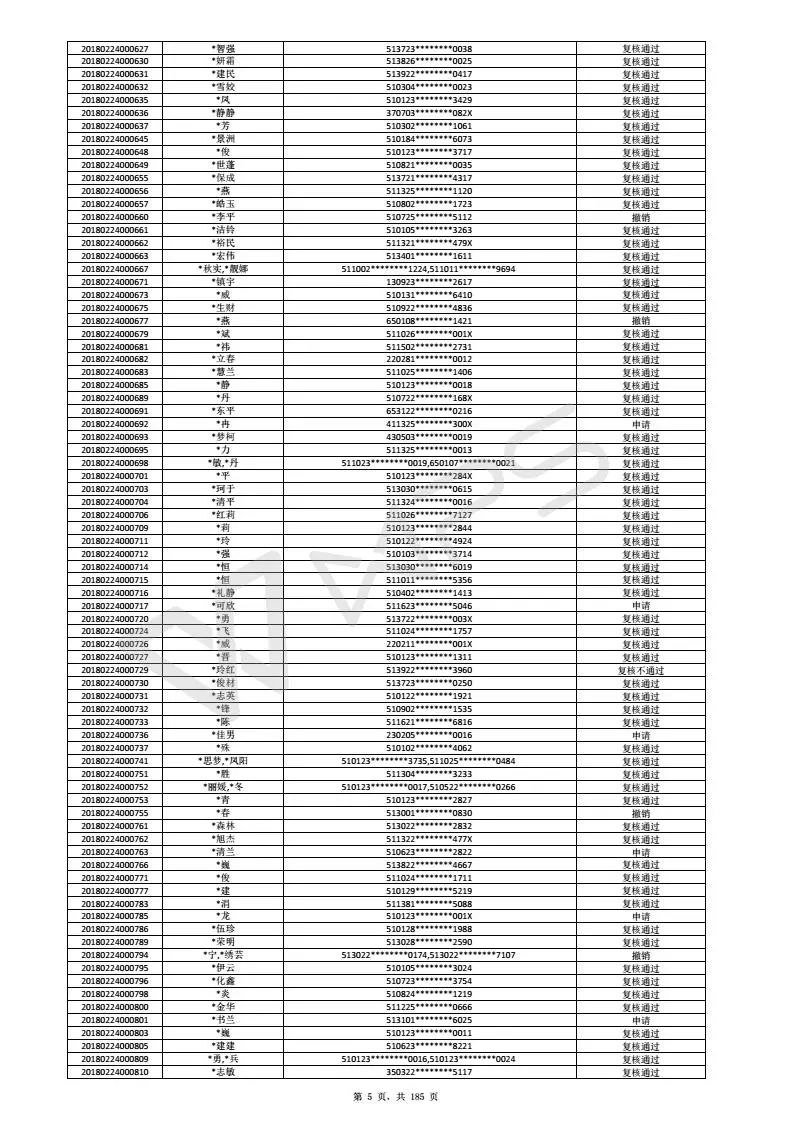 20180224000627 *智强 513723********0038 复核通过
20180224000630 *妍霜 513826********0025 复核通过
20180224000631 *建民 513922********0417 复核通过
20180224000632 *雪姣 510304********0023 复核通过
20180224000635 *凤 510123********3429 复核通过
20180224000636 *静静 370703********082X 复核通过
20180224000637 *芳 510302********1061 复核通过
20180224000645 *景洲 510184********6073 复核通过
20180224000648 *俊 510123********3717 复核通过
20180224000649 *世蓬 510821********0035 复核通过
20180224000655 *保成 513721********4317 复核通过
20180224000656 *燕 511325********1120 复核通过
20180224000657 *皓玉 510802********1723 复核通过
20180224000660 *李平 510725********5112 撤销
20180224000661 *洁铃 510105********3263 复核通过
20180224000662 *裕民 511321********479X 复核通过
20180224000663 *宏伟 513401********1611 复核通过
20180224000667 *秋实,*靓娜 511002********1224,511011********9694 复核通过
20180224000671 *镇宇 130923********2617 复核通过
20180224000673 *威 510131********6410 复核通过
20180224000675 *生财 510922********4836 复核通过
20180224000677 *燕 650108********1421 撤销
20180224000679 *斌 511026********001X 复核通过
20180224000681 *祎 511502********2731 复核通过
20180224000682 *立春 220281********0012 复核通过
20180224000683 *慧兰 511025********1406 复核通过
20180224000685 *静 510123********0018 复核通过
20180224000689 *丹 510722********168X 复核通过
20180224000691 *东平 653122********0216 复核通过
20180224000692 *冉 411325********300X 申请
20180224000693 *梦柯 430503********0019 复核通过
20180224000695 *力 511325********0013 复核通过
20180224000698 *敏,*丹 511023********0019,650107********0021 复核通过
20180224000701 *平 510123********284X 复核通过
20180224000703 *珂于 513030********0615 复核通过
20180224000704 *清平 511324********0016 复核通过
20180224000706 *红莉 511026********7127 复核通过
20180224000709 *莉 510123********2844 复核通过
20180224000711 *玲 510122********4924 复核通过
20180224000712 *强 510103********3714 复核通过
20180224000714 *恒 513030********6019 复核通过
20180224000715 *恒 511011********5356 复核通过
20180224000716 *礼静 510402********1413 复核通过
20180224000717 *可欣 511623********5046 申请
20180224000720 *勇 513722********003X 复核通过
20180224000724 *飞 511024********1757 复核通过
20180224000726 *威 220211********001X 复核通过
20180224000727 *晋 510123********1311 复核通过
20180224000729 *玲红 513922********3960 复核不通过
20180224000730 *俊材 513723********0250 复核通过
20180224000731 *志英 510122********1921 复核通过
20180224000732 *锋 510902********1535 复核通过
20180224000733 *陈 511621********6816 复核通过
20180224000736 *佳男 230205********0016 申请
20180224000737 *殊 510102********4062 复核通过
20180224000741 *思梦,*凤阳 510123********3735,511025********0484 复核通过
20180224000751 *胜 511304********3233 复核通过
20180224000752 *丽媛,*冬 510123********0017,510522********0266 复核通过
20180224000753 *青 510123********2827 复核通过
20180224000755 *春 513001********0830 撤销
20180224000761 *森林 513022********2832 复核通过
20180224000762 *旭杰 511322********477X 复核通过
20180224000763 *清兰 510623********2822 申请
20180224000766 *巍 513822********4667 复核通过
20180224000771 *俊 511024********1711 复核通过
20180224000777 *建 510129********5219 复核通过
20180224000783 *涓 511381********5088 复核通过
20180224000785 *龙 510123********001X 申请
20180224000786 *伍珍 510128********1988 复核通过
20180224000789 *荣明 513028********2590 复核通过
20180224000794 *宁,*绣芸 513022********0174,513022********7107 撤销
20180224000795 *伊云 510105********3024 复核通过
20180224000796 *化鑫 510723********3754 复核通过
20180224000798 *炎 510824********1219 复核通过
20180224000800 *金华 511225********0666 复核通过
20180224000801 *书兰 513101********6025 申请
20180224000803 *巍 510123********0011 复核通过
20180224000805 *建建 510623********8221 复核通过
20180224000809 *勇,*兵 510123********0016,510123********0024 复核通过
20180224000810 *志敏 350322********5117 复核通过
第 5 页，共 185 页